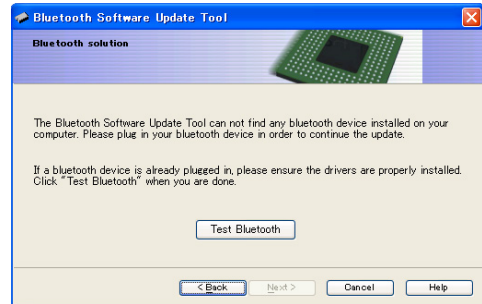 Bluetooth Software Update Tool
Bluetooth solution
The Bluetooth Software Update Tool can not find any bluetooth device installed on your
computer. Please plug in your bluetooth device in order to continue the update.
If a bluetooth device is already plugged in, please ensure the drivers are properly installed.
Click "Test Bluetooth" when you are done.
Test Bluetooth
< Back
Next >
Cancel
Help